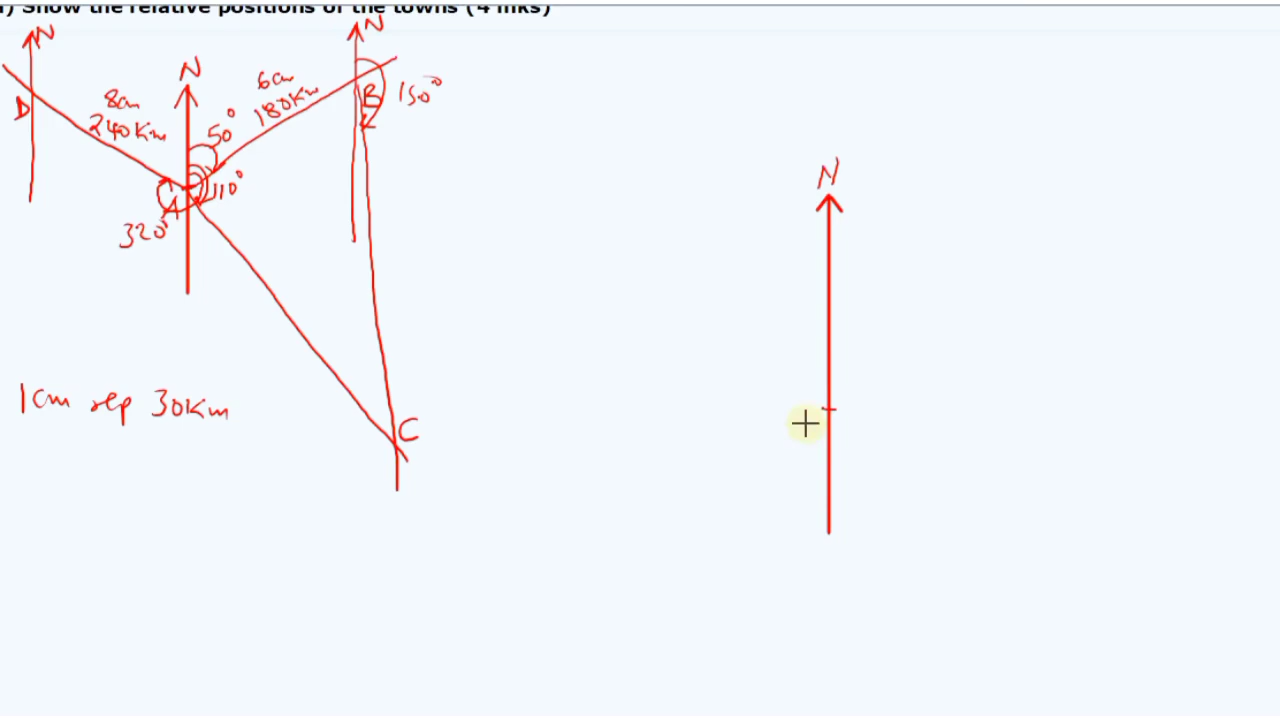 ) Show the relative positions of the towns (4 mks)
N
N
N
6cm
180Km
B
150°
D
8cm
240Km
50°
110°
A
320°
N
1cm rep 30Km
C